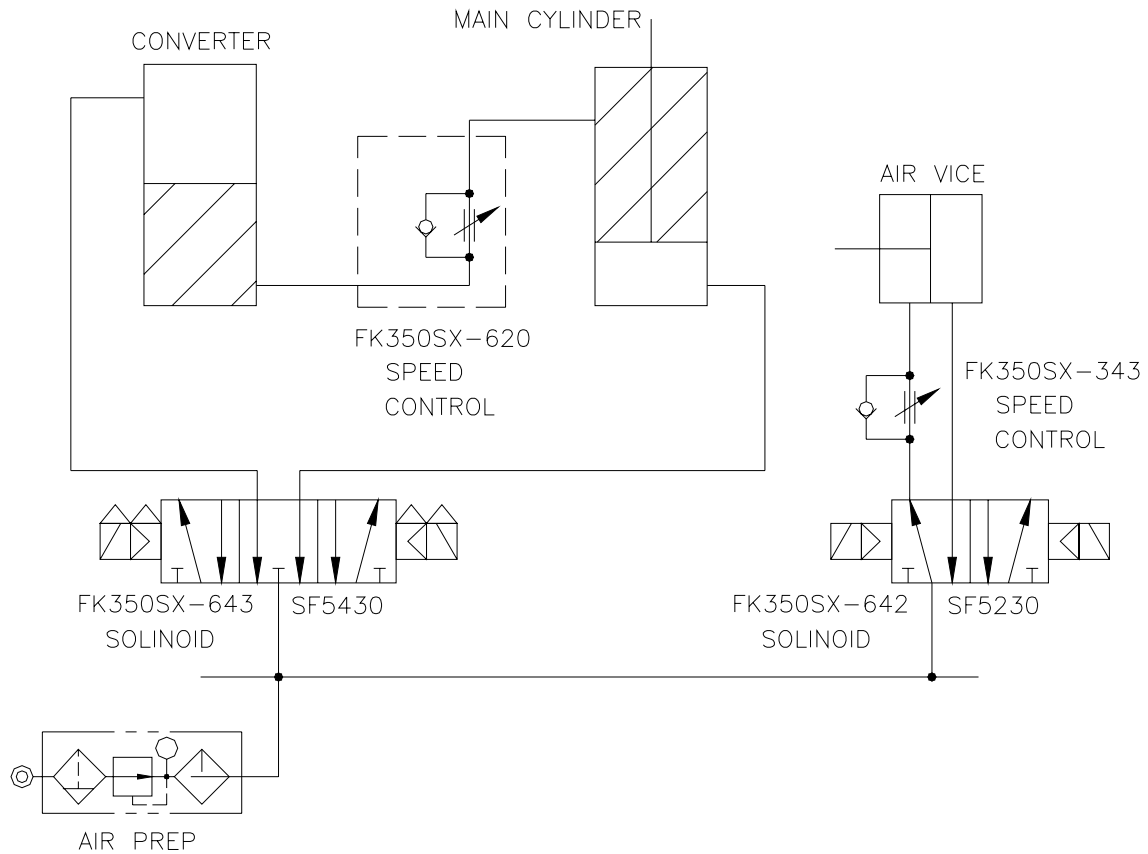 MAIN CYLINDER
CONVERTER
AIR VICE
FK350SX-620
SPEED
CONTROL
FK350SX-343
SPEED
CONTROL
FK350SX-643 SF5430
SOLINOID
FK350SX-642 SF5230
SOLINOID
AIR PREP